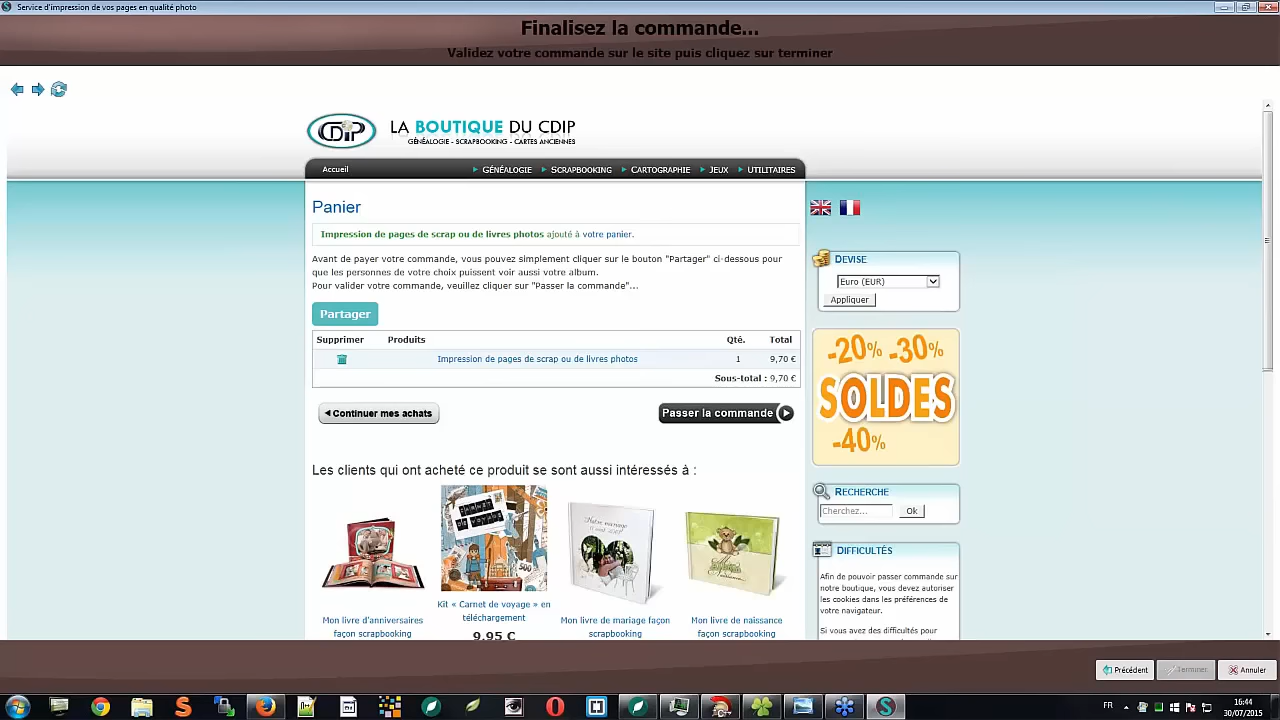 Service d'impression de vos pages en qualité photo
Finalisez la commande...
Validez votre commande sur le site puis cliquez sur terminer
CDIP
LA BOUTIQUE DU CDIP
GÉNÉALOGIE - SCRAPBOOKING - CARTES ANCIENNES
Accueil
GÉNÉALOGIE
SCRAPBOOKING
CARTOGRAPHIE
JEUX
UTILITAIRES
Panier
Impression de pages de scrap ou de livres photos ajouté à votre panier.
Avant de payer votre commande, vous pouvez simplement cliquer sur le bouton "Partager" ci-dessous pour
que les personnes de votre choix puissent voir aussi votre album.
Pour valider votre commande, veuillez cliquer sur "Passer la commande"...
Partager
Supprimer Produits Qté. Total
Impression de pages de scrap ou de livres photos 1 9,70 €
Sous-total : 9,70 €
Continuer mes achats
Passer la commande
Les clients qui ont acheté ce produit se sont aussi intéressés à :
Mon livre d'anniversaires
façon scrapbooking
Kit « Carnet de voyage » en
téléchargement
9,95 €
Mon livre de mariage façon
scrapbooking
Mon livre de naissance
façon scrapbooking
DEVISE
Euro (EUR)
Appliquer
-20% -30%
SOLDES
-40%
RECHERCHE
Cherchez...
Ok
DIFFICULTÉS
Afin de pouvoir passer commande sur
notre boutique, vous devez autoriser
les cookies dans les préférences de
votre navigateur.
Si vous avez des difficultés pour
Précédent
Terminer
Annuler
FR
16:44
30/07/2015